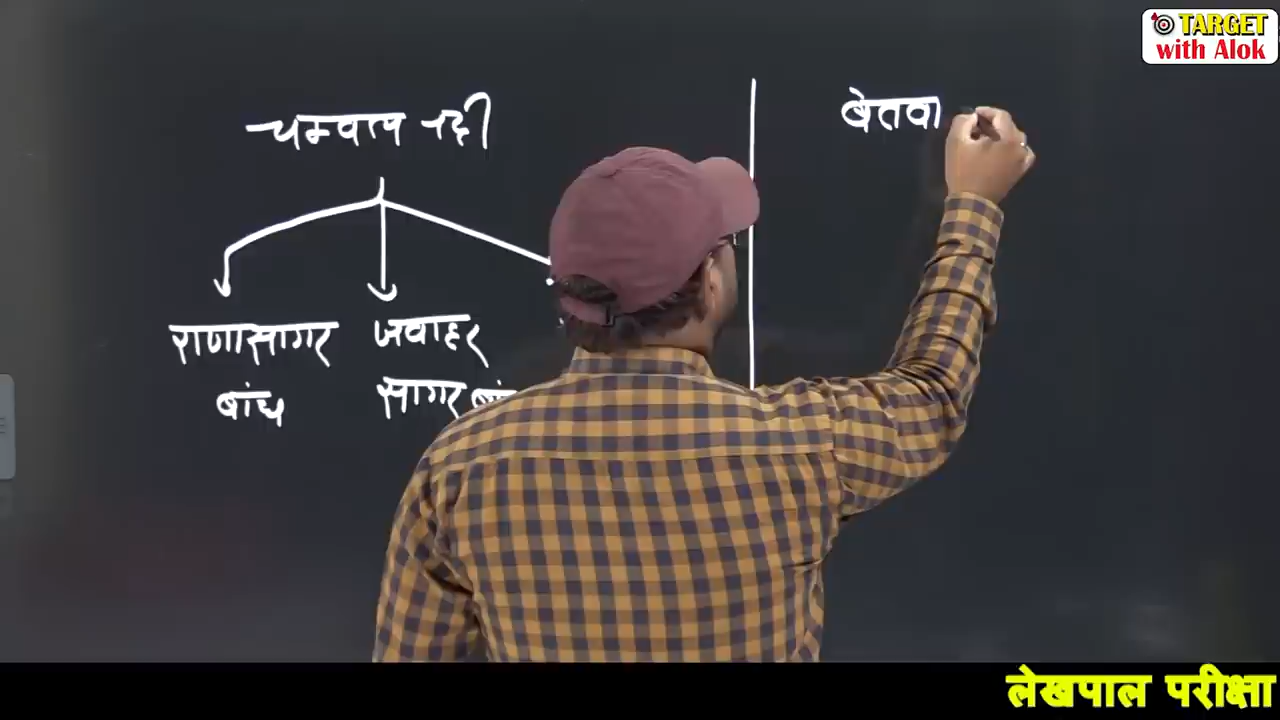 TARGET
with Alok
चम्बल नदी
राणासागर
बांध
जवाहर
सागर बां
बेतवा
लेखपाल परीक्षा